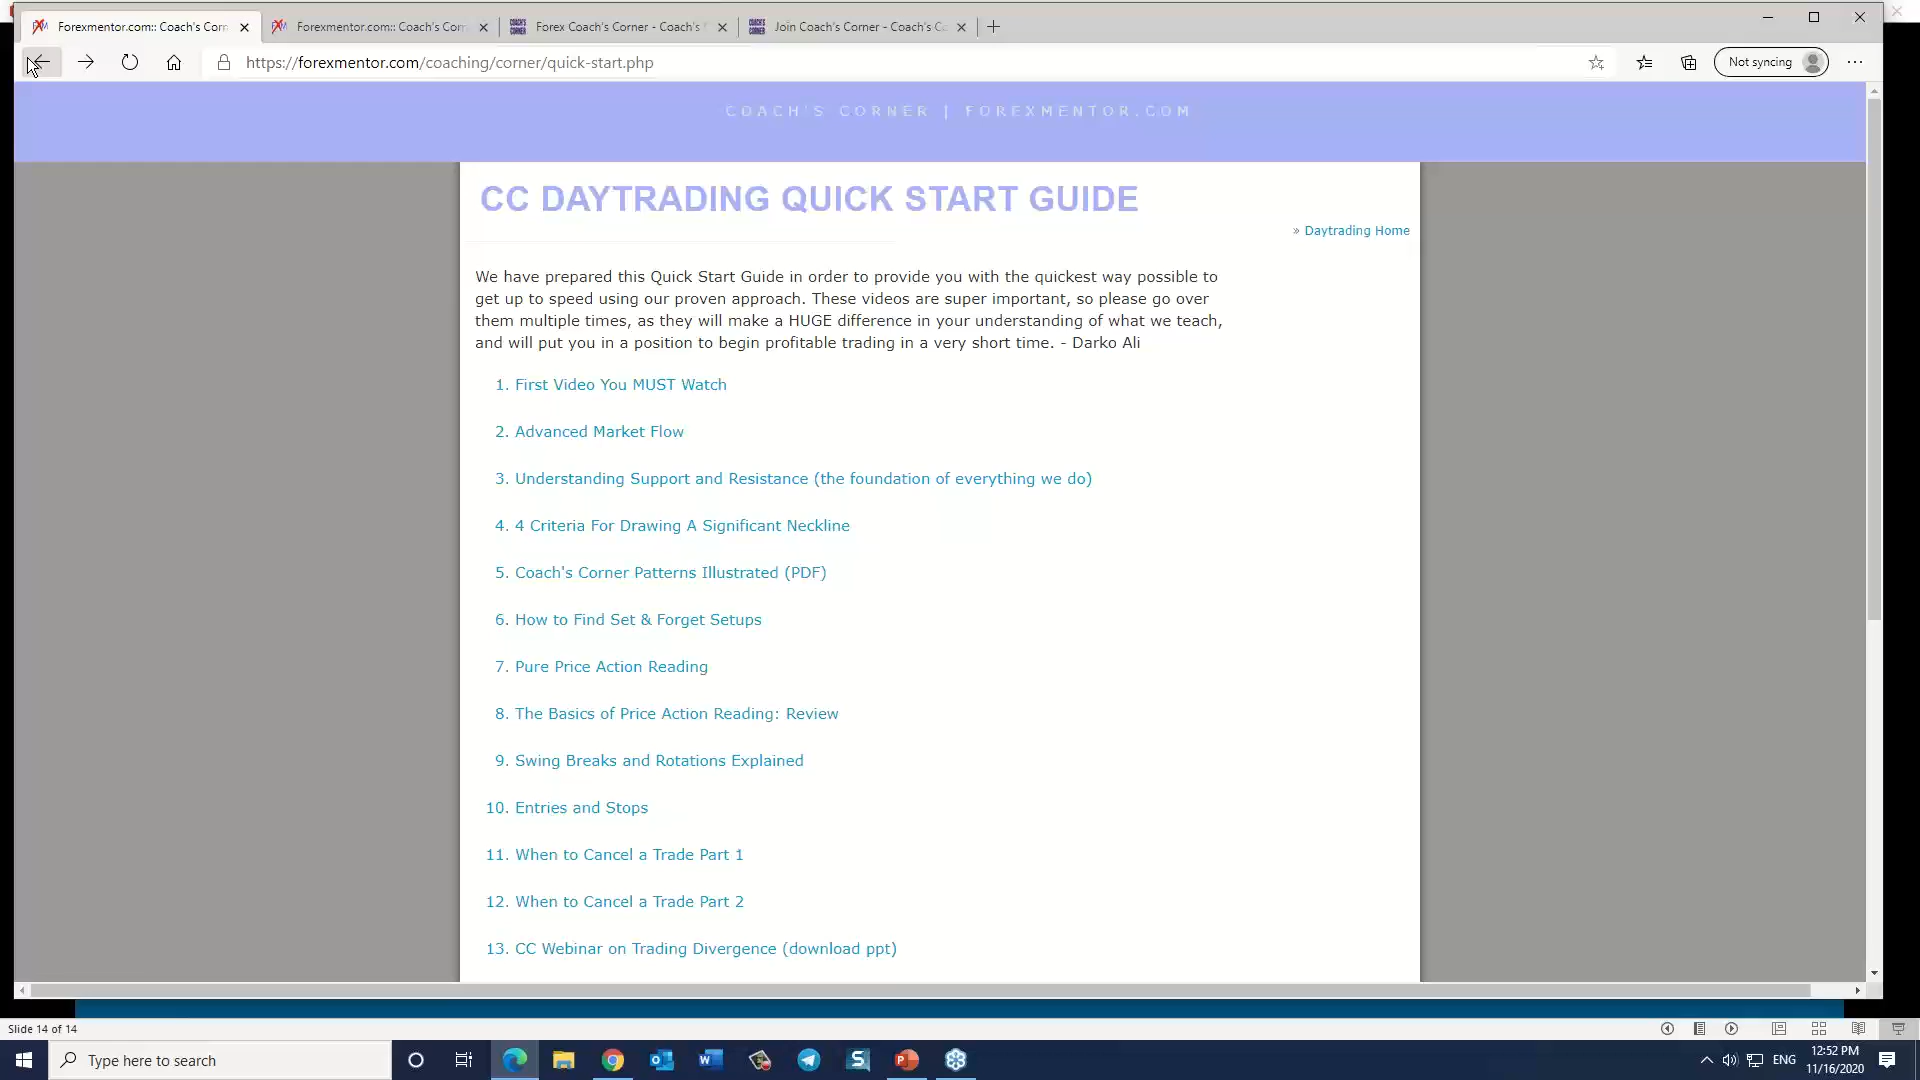 Forexmentor.com:: Coach's Corn
Forexmentor.com:: Coach's Corn
Forex Coach's Corner - Coach's
Join Coach's Corner - Coach's Co
https://forexmentor.com/coaching/corner/quick-start.php
Not syncing
COACH'S CORNER | FOREXMENTOR.COM
CC DAYTRADING QUICK START GUIDE
» Daytrading Home
We have prepared this Quick Start Guide in order to provide you with the quickest way possible to
get up to speed using our proven approach. These videos are super important, so please go over
them multiple times, as they will make a HUGE difference in your understanding of what we teach,
and will put you in a position to begin profitable trading in a very short time. - Darko Ali
1. First Video You MUST Watch
2. Advanced Market Flow
3. Understanding Support and Resistance (the foundation of everything we do)
4. 4 Criteria For Drawing A Significant Neckline
5. Coach's Corner Patterns Illustrated (PDF)
6. How to Find Set & Forget Setups
7. Pure Price Action Reading
8. The Basics of Price Action Reading: Review
9. Swing Breaks and Rotations Explained
10. Entries and Stops
11. When to Cancel a Trade Part 1
12. When to Cancel a Trade Part 2
13. CC Webinar on Trading Divergence (download ppt)
Slide 14 of 14
Type here to search
ENG
12:52 PM
11/16/2020